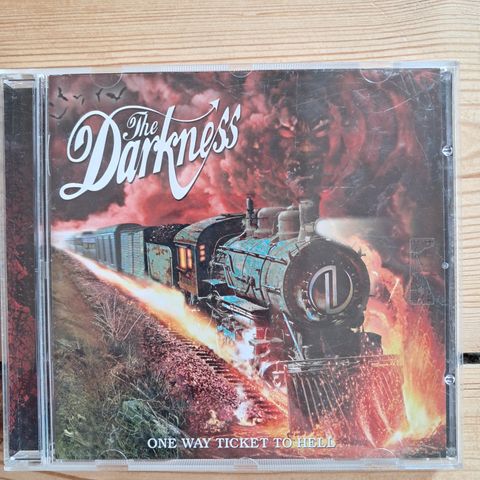 The
Darkness
ONE WAY TICKET TO HELL